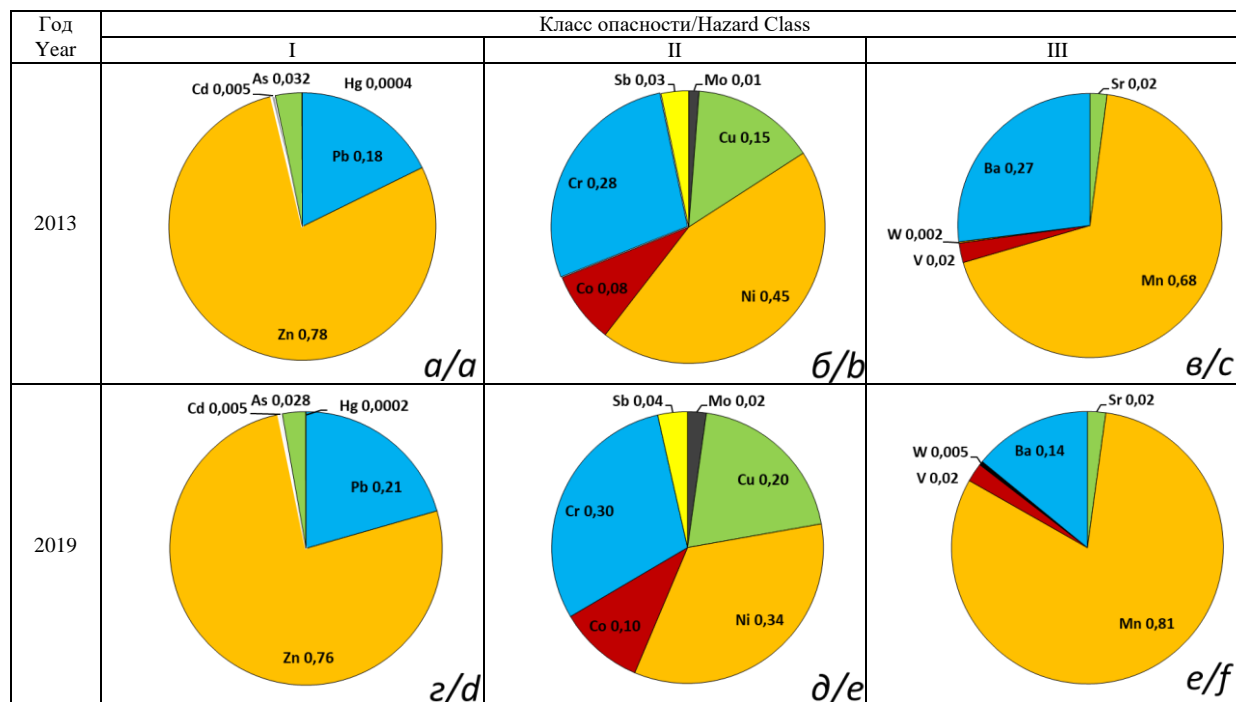 Год
Year
Класс опасности/Hazard Class
I
II
III
2013
As 0,032
Hg 0,0004
Cd 0,005
Pb 0,18
Zn 0,78
а/a
Sb 0,03
Mo 0,01
Cu 0,15
Cr 0,28
Co 0,08
Ni 0,45
б/b
Sr 0,02
Ba 0,27
W 0,002
V 0,02
Mn 0,68
в/c
2019
As 0,028
Hg 0,0002
Cd 0,005
Pb 0,21
Zn 0,76
г/d
Sb 0,04
Mo 0,02
Cu 0,20
Cr 0,30
Co 0,10
Ni 0,34
д/e
Sr 0,02
W 0,005
Ba 0,14
V 0,02
Mn 0,81
е/f